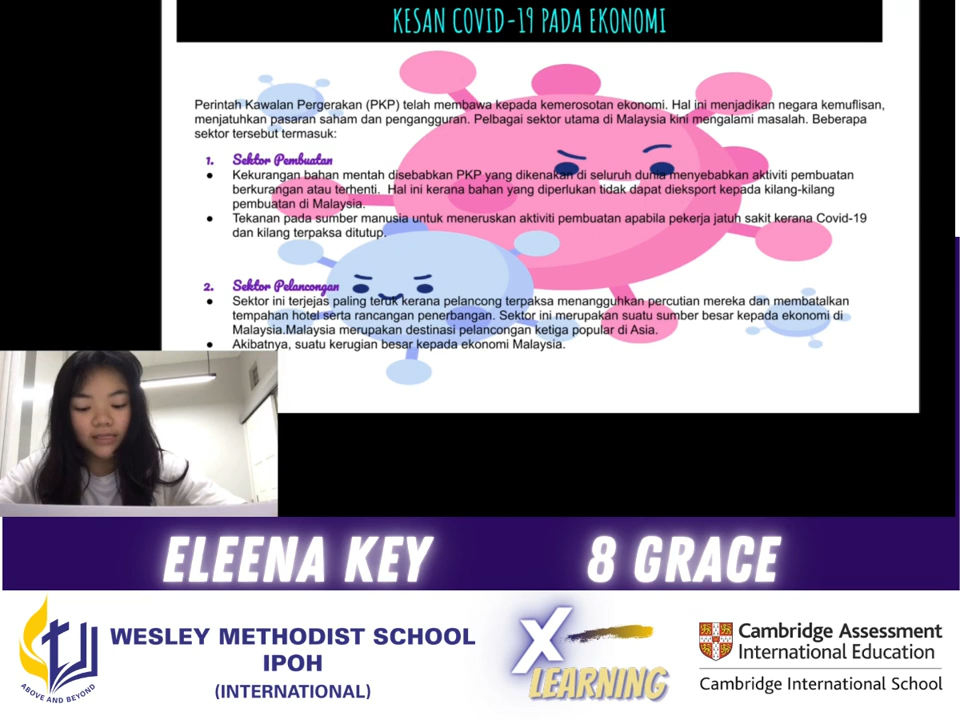 KESAN COVID-19 PADA EKONOMI
Perintah Kawalan Pergerakan (PKP) telah membawa kepada kemerosotan ekonomi. Hal ini menjadikan negara kemuflisan,
menjatuhkan pasaran saham dan pengangguran. Pelbagai sektor utama di Malaysia kini mengalami masalah. Beberapa
sektor tersebut termasuk:
1. Sektor Pembuatan
● Kekurangan bahan mentah disebabkan PKP yang dikenakan di seluruh dunia menyebabkan aktiviti pembuatan
berkurangan atau terhenti. Hal ini kerana bahan yang diperlukan tidak dapat dieksport kepada kilang-kilang
pembuatan di Malaysia.
● Tekanan pada sumber manusia untuk meneruskan aktiviti pembuatan apabila pekerja jatuh sakit kerana Covid-19
dan kilang terpaksa ditutup.
2. Sektor Pelancongan
● Sektor ini terjejas paling teruk kerana pelancong terpaksa menangguhkan percutian mereka dan membatalkan
tempahan hotel serta rancangan penerbangan. Sektor ini merupakan suatu sumber besar kepada ekonomi di
Malaysia.Malaysia merupakan destinasi pelancongan ketiga popular di Asia.
● Akibatnya, suatu kerugian besar kepada ekonomi Malaysia.
ELEENA KEY
8 GRACE
ABOVE AND BEYOND
WESLEY METHODIST SCHOOL
IPOH
(INTERNATIONAL)
X
LEARNING
Cambridge Assessment
International Education
Cambridge International School